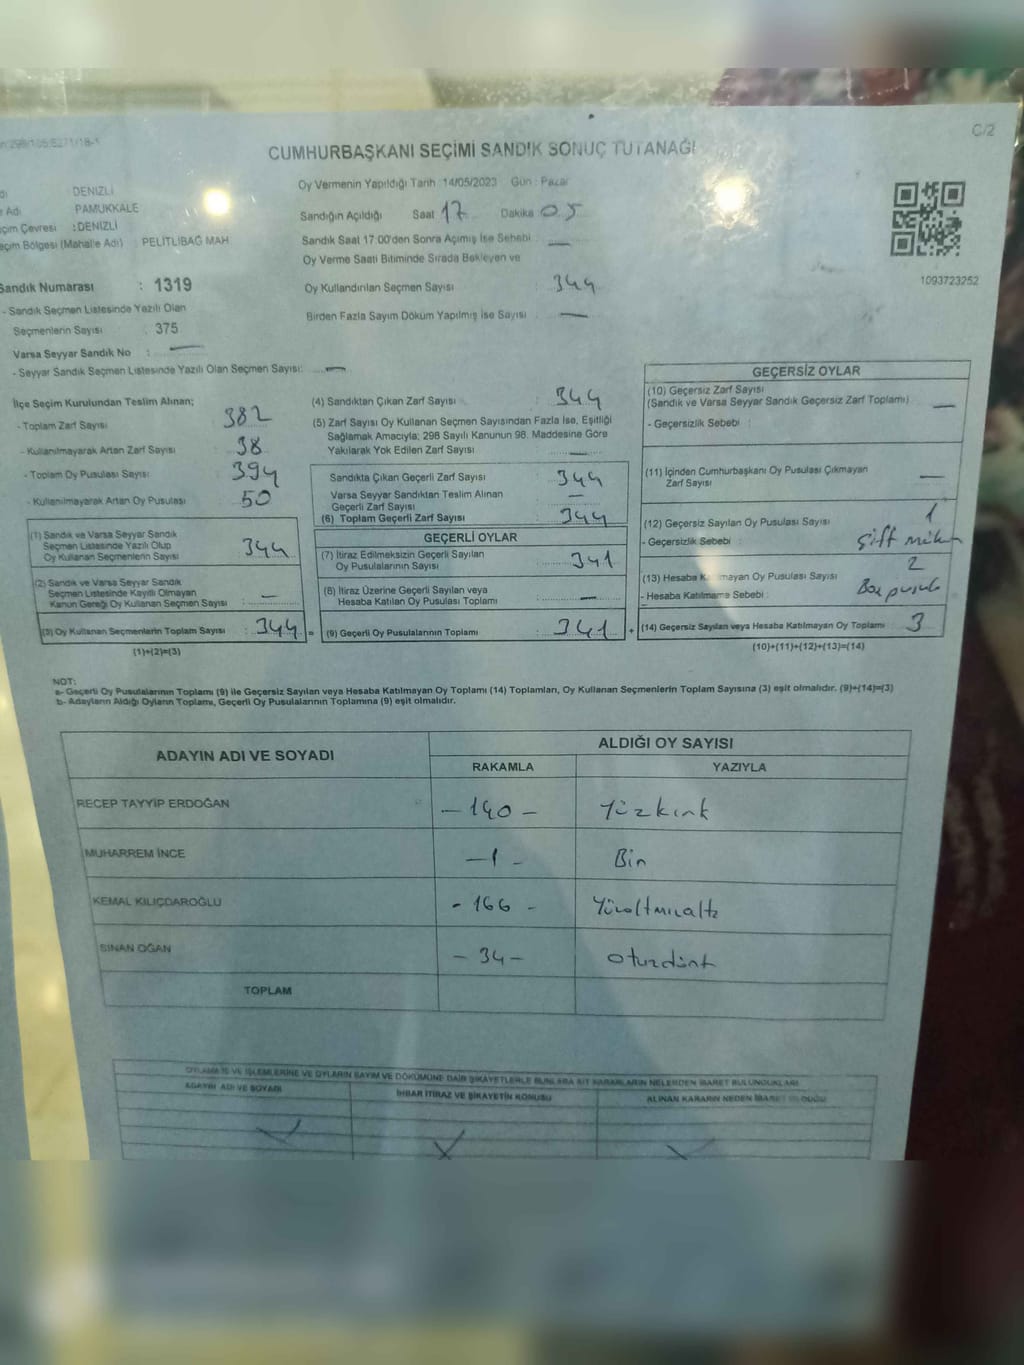 C/2
CUMHURBAŞKANI SEÇİMİ SANDIK SONUÇ TUTANAĞI
DENİZLİ
Adı PAMUKKALE
çim Çevresi : DENİZLİ
eçim Bölgesi (Mahalle Adı) : PELİTLİBAĞ MAH.
Oy Vermenin Yapıldığı Tarih :14/05/2023 Gün : Pazar
Sandığın Açıldığı Saat 17 Dakika 05
Sandık Saat 17:00'den Sonra Açılmış İse Sebebi : —
Oy Verme Saati Bitiminde Sırada Bekleyen ve
Oy Kullandırılan Seçmen Sayısı : 344
Birden Fazla Sayım Döküm Yapılmış İse Sayısı : —
1093723252
Sandık Numarası : 1319
- Sandık Seçmen Listesinde Yazılı Olan
Seçmenlerin Sayısı : 375
Varsa Seyyar Sandık No : —
- Seyyar Sandık Seçmen Listesinde Yazılı Olan Seçmen Sayısı: —
İlçe Seçim Kurulundan Teslim Alınan;
- Toplam Zarf Sayısı : 382
- Kullanılmayarak Artan Zarf Sayısı : 38
- Toplam Oy Pusulası Sayısı : 394
- Kullanılmayarak Artan Oy Pusulası : 50
(1) Sandık ve Varsa Seyyar Sandık
Seçmen Listesinde Yazılı Olup
Oy Kullanan Seçmenlerin Sayısı : 344
(2) Sandık ve Varsa Seyyar Sandık
Seçmen Listesinde Kayıtlı Olmayan
Kanun Gereği Oy Kullanan Seçmen Sayısı : —
(3) Oy Kullanan Seçmenlerin Toplam Sayısı : 344 =
(1)+(2)=(3)
(4) Sandıktan Çıkan Zarf Sayısı : 344
(5) Zarf Sayısı Oy Kullanan Seçmen Sayısından Fazla İse, Eşitliği
Sağlamak Amacıyla; 298 Sayılı Kanunun 98. Maddesine Göre
Yakılarak Yok Edilen Zarf Sayısı : —
Sandıkta Çıkan Geçerli Zarf Sayısı : 344
Varsa Seyyar Sandıktan Teslim Alınan
Geçerli Zarf Sayısı : —
(6) Toplam Geçerli Zarf Sayısı : 344
GEÇERLİ OYLAR
(7) İtiraz Edilmeksizin Geçerli Sayılan
Oy Pusulalarının Sayısı : 341
(8) İtiraz Üzerine Geçerli Sayılan veya
Hesaba Katılan Oy Pusulası Toplamı : —
(9) Geçerli Oy Pusulalarının Toplamı : 341 +
GEÇERSİZ OYLAR
(10) Geçersiz Zarf Sayısı
(Sandık ve Varsa Seyyar Sandık Geçersiz Zarf Toplamı) : —
- Geçersizlik Sebebi :
(11) İçinden Cumhurbaşkanı Oy Pusulası Çıkmayan
Zarf Sayısı : —
(12) Geçersiz Sayılan Oy Pusulası Sayısı : 1
- Geçersizlik Sebebi : Çift mühür
(13) Hesaba Katılmayan Oy Pusulası Sayısı : 2
- Hesaba Katılmama Sebebi : Boş pusula
(14) Geçersiz Sayılan veya Hesaba Katılmayan Oy Toplamı : 3
(10)+(11)+(12)+(13)=(14)
NOT:
a- Geçerli Oy Pusulalarının Toplamı (9) ile Geçersiz Sayılan veya Hesaba Katılmayan Oy Toplamı (14) Toplamları, Oy Kullanan Seçmenlerin Toplam Sayısına (3) eşit olmalıdır. (9)+(14)=(3)
b- Adayların Aldığı Oyların Toplamı, Geçerli Oy Pusulalarının Toplamına (9) eşit olmalıdır.
ADAYIN ADI VE SOYADI
ALDIĞI OY SAYISI
RAKAMLA YAZIYLA
RECEP TAYYİP ERDOĞAN - 140 - Yüzkırk
MUHARREM İNCE - 1 - Bir
KEMAL KILIÇDAROĞLU - 166 - Yüzaltmışaltı
SİNAN OĞAN - 34 - Otuzdört
TOPLAM
OYLAMA İŞ VE İŞLEMLERİNE VE OYLARIN SAYIM VE DÖKÜMÜNE DAİR ŞİKAYETLERLE BUNLARA AİT KARARLARIN NELERDEN İBARET BULUNDUKLARI
ADAYIN ADI VE SOYADI İHBAR İTİRAZ VE ŞİKAYETİN KONUSU ALINAN KARARIN NEDEN İBARET OLDUĞU